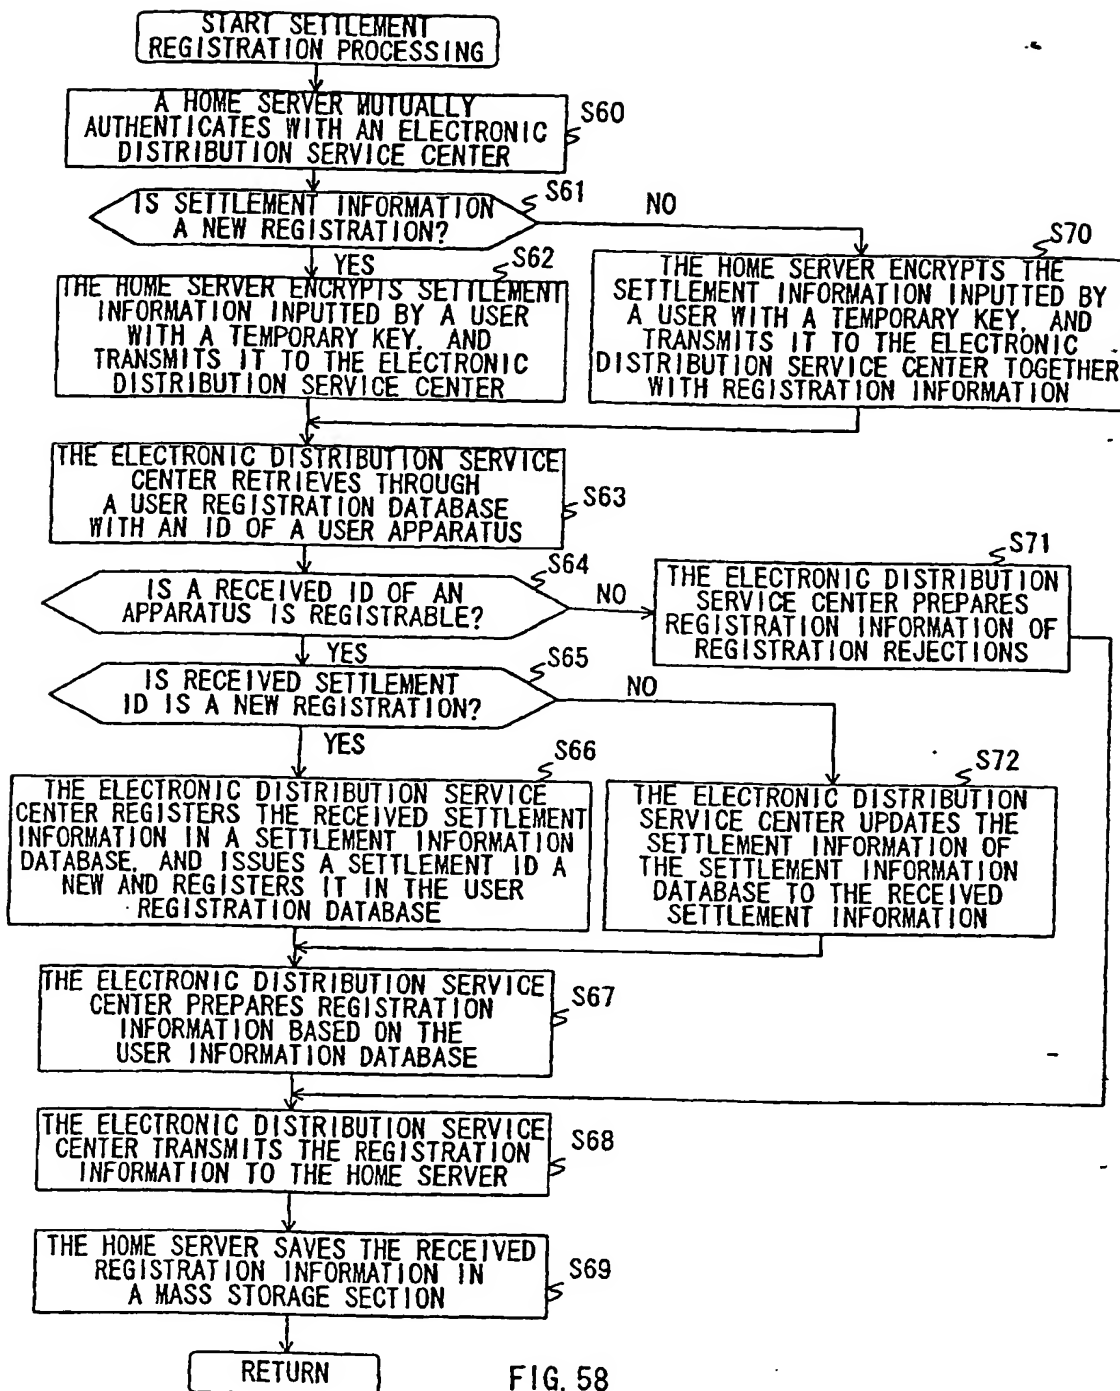 START SETTLEMENT
REGISTRATION PROCESSING
A HOME SERVER MUTUALLY
AUTHENTICATES WITH AN ELECTRONIC
DISTRIBUTION SERVICE CENTER
S60
IS SETTLEMENT INFORMATION
A NEW REGISTRATION?
S61
NO
YES
S62
THE HOME SERVER ENCRYPTS SETTLEMENT
INFORMATION INPUTTED BY A USER
WITH A TEMPORARY KEY, AND
TRANSMITS IT TO THE ELECTRONIC
DISTRIBUTION SERVICE CENTER
S70
THE HOME SERVER ENCRYPTS THE
SETTLEMENT INFORMATION INPUTTED BY
A USER WITH A TEMPORARY KEY, AND
TRANSMITS IT TO THE ELECTRONIC
DISTRIBUTION SERVICE CENTER TOGETHER
WITH REGISTRATION INFORMATION
THE ELECTRONIC DISTRIBUTION SERVICE
CENTER RETRIEVES THROUGH
A USER REGISTRATION DATABASE
WITH AN ID OF A USER APPARATUS
S63
IS A RECEIVED ID OF AN
APPARATUS IS REGISTRABLE?
S64
NO
YES
S71
THE ELECTRONIC DISTRIBUTION
SERVICE CENTER PREPARES
REGISTRATION INFORMATION OF
REGISTRATION REJECTIONS
IS RECEIVED SETTLEMENT
ID IS A NEW REGISTRATION?
S65
NO
YES
S66
THE ELECTRONIC DISTRIBUTION SERVICE
CENTER REGISTERS THE RECEIVED SETTLEMENT
INFORMATION IN A SETTLEMENT INFORMATION
DATABASE, AND ISSUES A SETTLEMENT ID A
NEW AND REGISTERS IT IN THE USER
REGISTRATION DATABASE
S72
THE ELECTRONIC DISTRIBUTION
SERVICE CENTER UPDATES THE
SETTLEMENT INFORMATION OF
THE SETTLEMENT INFORMATION
DATABASE TO THE RECEIVED
SETTLEMENT INFORMATION
THE ELECTRONIC DISTRIBUTION SERVICE
CENTER PREPARES REGISTRATION
INFORMATION BASED ON THE
USER INFORMATION DATABASE
S67
THE ELECTRONIC DISTRIBUTION SERVICE
CENTER TRANSMITS THE REGISTRATION
INFORMATION TO THE HOME SERVER
S68
THE HOME SERVER SAVES THE RECEIVED
REGISTRATION INFORMATION IN
A MASS STORAGE SECTION
S69
RETURN
FIG. 58